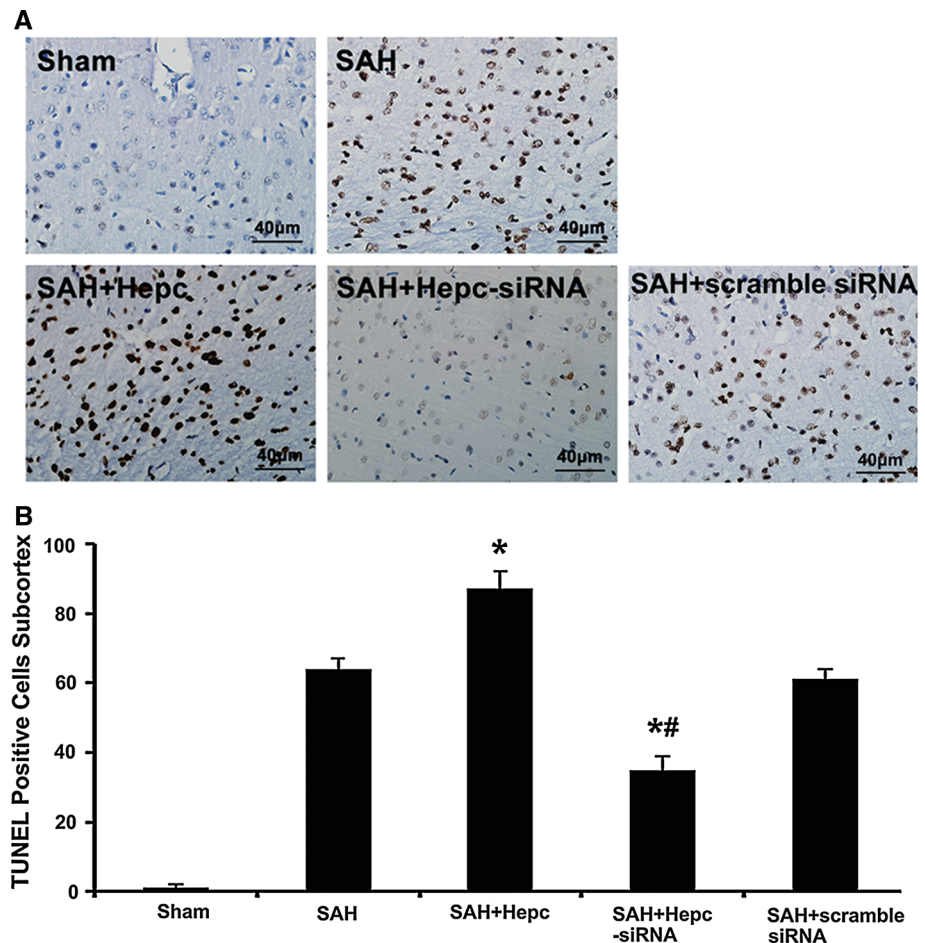 A
Sham
40μm
SAH
40μm
SAH+Hepc
40μm
SAH+Hepc-siRNA
40μm
SAH+scramble siRNA
40μm
B
TUNEL Positive Cells Subcortex
100
80
60
40
20
0
*
*#
Sham
SAH
SAH+Hepc
SAH+Hepc
-siRNA
SAH+scramble
siRNA